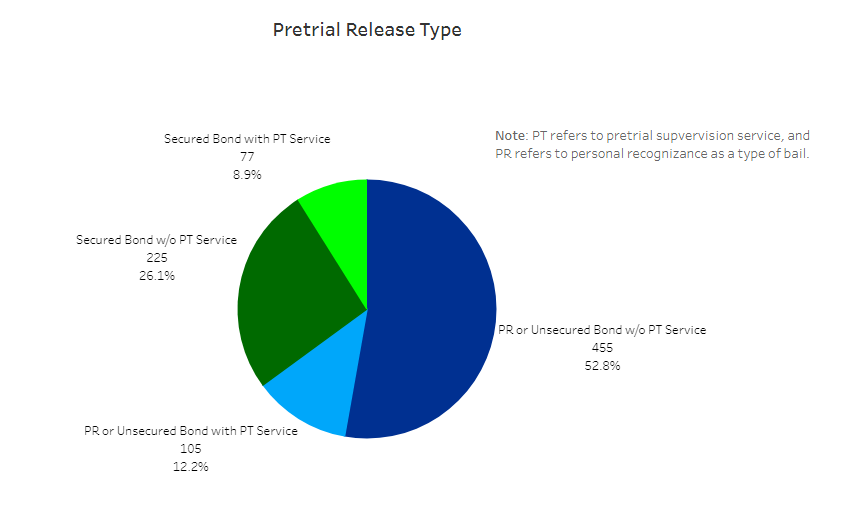 Pretrial Release Type
Note: PT refers to pretrial supvervision service, and
PR refers to personal recognizance as a type of bail.
Secured Bond with PT Service
77
8.9%
Secured Bond w/o PT Service
225
26.1%
PR or Unsecured Bond w/o PT Service
455
52.8%
PR or Unsecured Bond with PT Service
105
12.2%